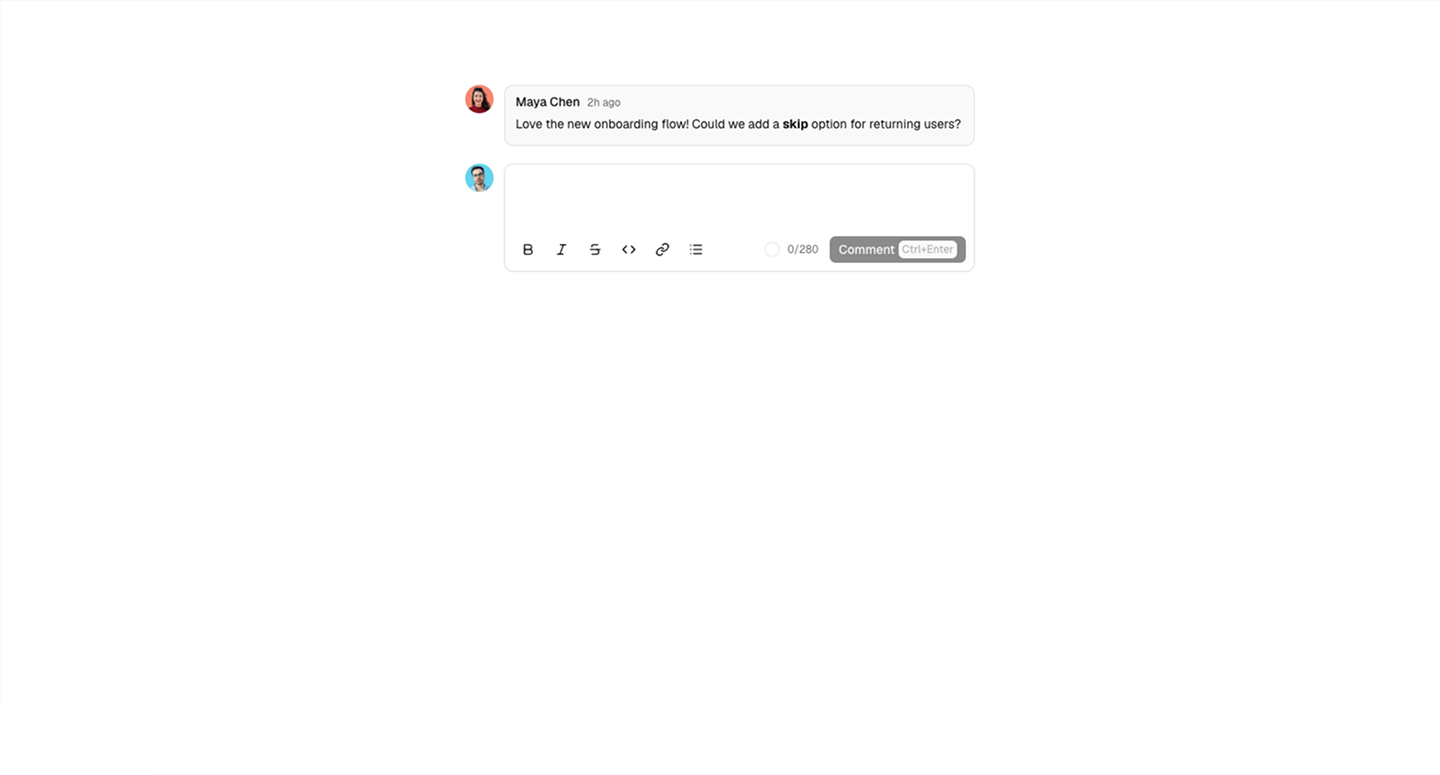 Maya Chen 2h ago
Love the new onboarding flow! Could we add a skip option for returning users?
B I S 0/280 Comment Ctrl+Enter